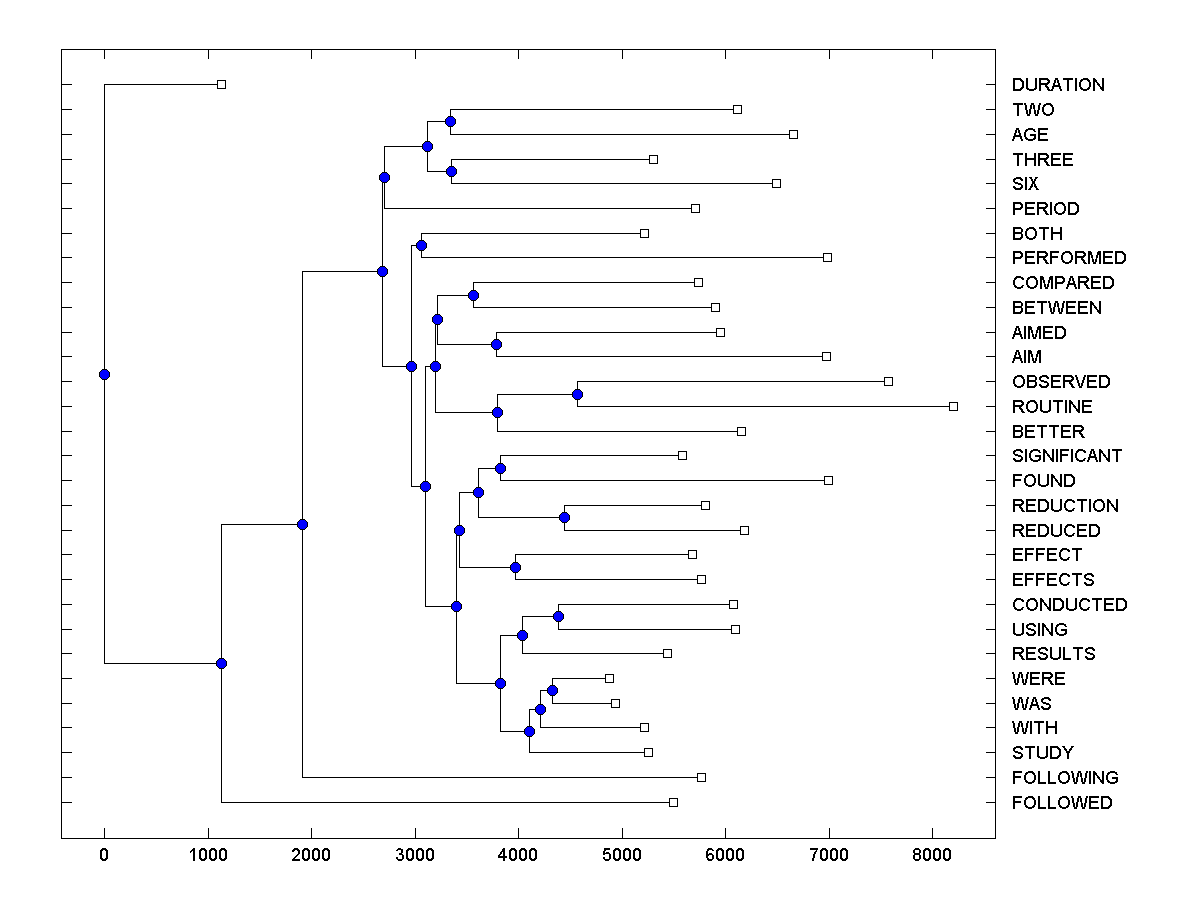 DURATION
TWO
AGE
THREE
SIX
PERIOD
BOTH
PERFORMED
COMPARED
BETWEEN
AIMED
AIM
OBSERVED
ROUTINE
BETTER
SIGNIFICANT
FOUND
REDUCTION
REDUCED
EFFECT
EFFECTS
CONDUCTED
USING
RESULTS
WERE
WAS
WITH
STUDY
FOLLOWING
FOLLOWED
0 1000 2000 3000 4000 5000 6000 7000 8000